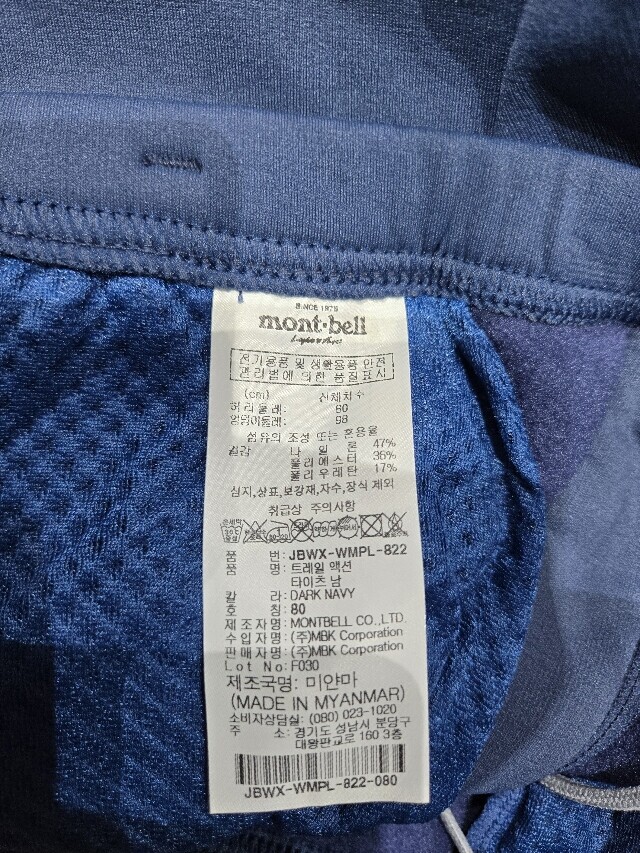 SINCE 1975
mont·bell
전기용품 및 생활용품 안전
관리법에 의한 품질표시
(cm) 신체치수
허리둘레: 80
엉덩이둘레: 98
섬유의 조성 또는 혼용율
겉감 나 일 론 47%
폴리에스터 36%
폴리우레탄 17%
심지,상표,보강재,자수,장식 제외
취급상 주의사항
품 번: JBWX-WMPL-822
품 명: 트레일 액션
타이츠 남
칼 라: DARK NAVY
호 칭: 80
제 조 자 명: MONTBELL CO.,LTD.
수 입 자 명: (주)MBK Corporation
판 매 자 명: (주)MBK Corporation
Lot No: F030
제조국명: 미얀마
(MADE IN MYANMAR)
소비자상담실: (080) 023-1020
주 소: 경기도 성남시 분당구
대왕판교로 160 3층
JBWX-WMPL-822-080